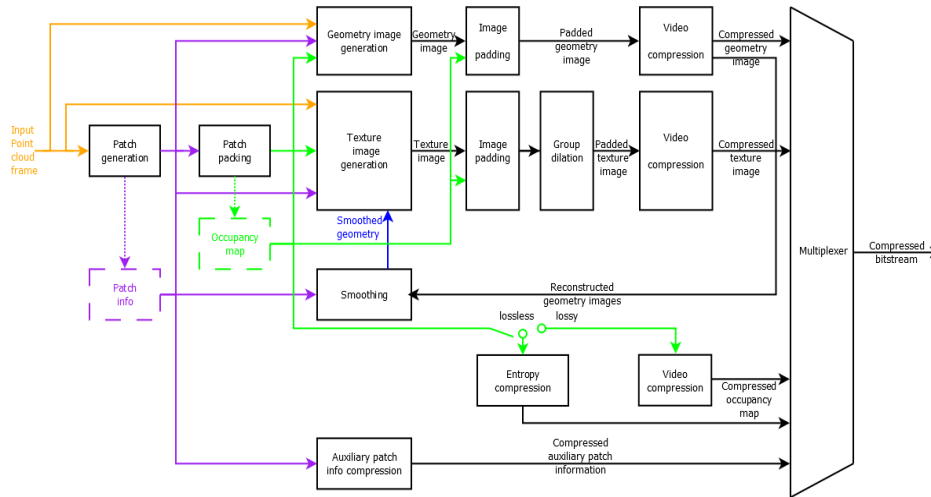 Geometry image
generation
Geometry
image
Image
padding
Padded
geometry
image
Video
compression
Compressed
geometry
image
Input
Point
cloud
frame
Patch
generation
Patch
packing
Texture
image
generation
Texture
image
Image
padding
Group
dilation
Padded
texture
image
Video
compression
Compressed
texture
image
Smoothed
geometry
Occupancy
map
Multiplexer
Compressed
bitstream
Patch
info
Smoothing
Reconstructed
geometry images
lossless
lossy
Entropy
compression
Video
compression
Compressed
occupancy
map
Auxiliary patch
info compression
Compressed
auxiliary patch
information